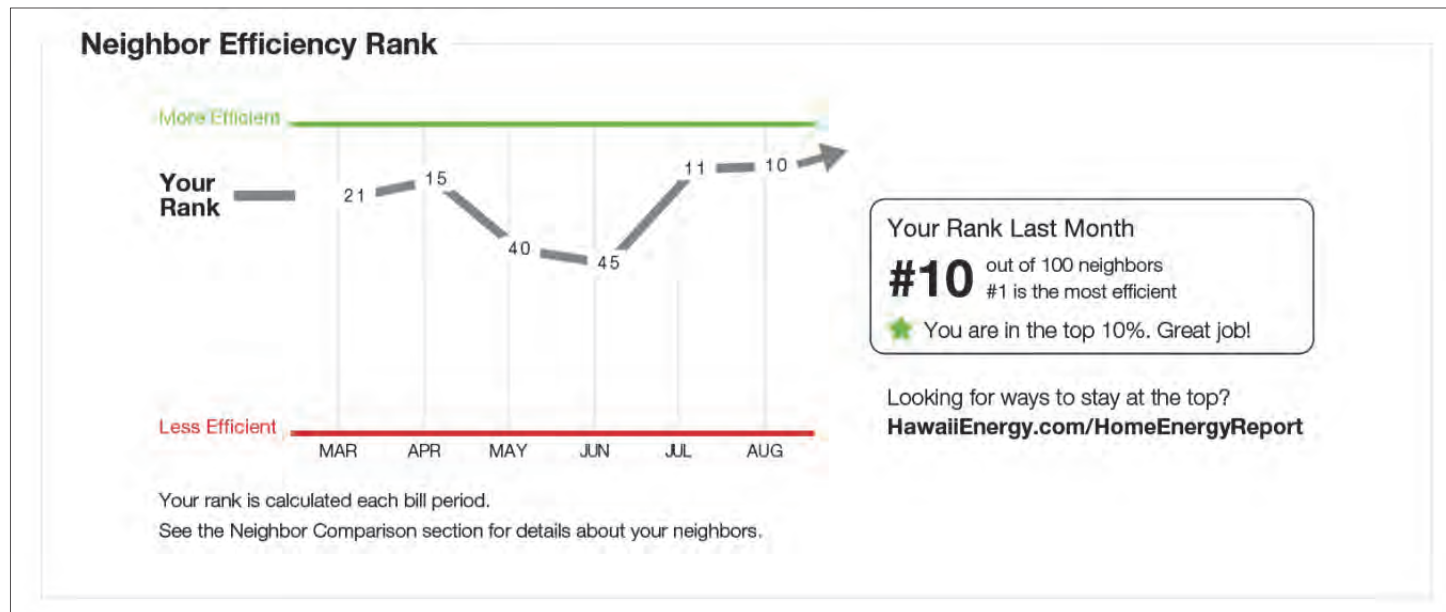 Neighbor Efficiency Rank
More Efficient
Your
Rank
21
15
40
45
11
10
Less Efficient
MAR APR MAY JUN JUL AUG
Your rank is calculated each bill period.
See the Neighbor Comparison section for details about your neighbors.
Your Rank Last Month
#10
out of 100 neighbors
#1 is the most efficient
You are in the top 10%. Great job!
Looking for ways to stay at the top?
HawaiiEnergy.com/HomeEnergyReport